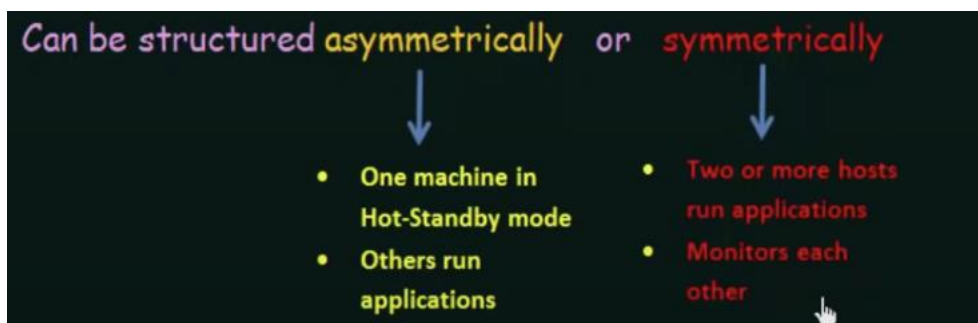 Can be structured asymmetrically or symmetrically
• One machine in
Hot-Standby mode
• Others run
applications
• Two or more hosts
run applications
• Monitors each
other